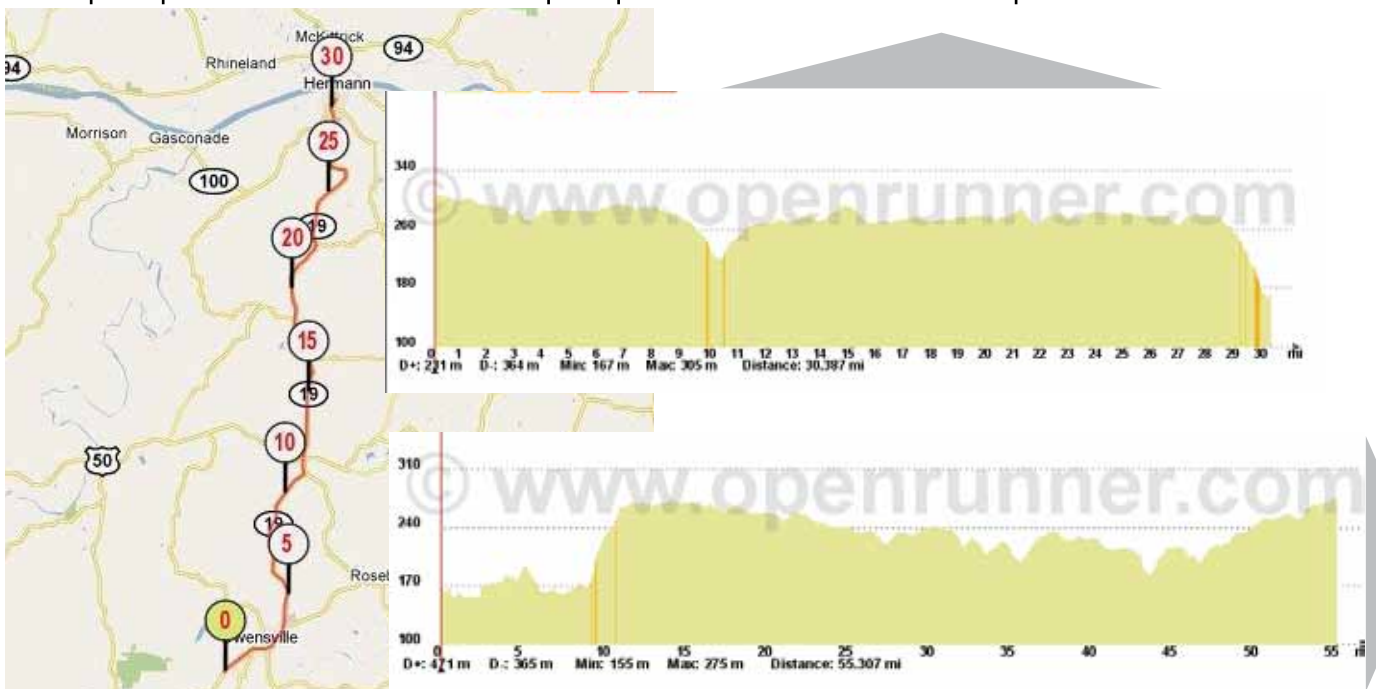 McKittrick
94
30
Rhineland
94
Hermann
Morrison
Gasconade
25
100
19
20
15
19
10
50
19
5
Rosel
0
wensville
© www.openrunner.com
340
260
180
100
0 1 2 3 4 5 6 7 8 9 10 11 12 13 14 15 16 17 18 19 20 21 22 23 24 25 26 27 28 29 30 mi
D-: 364 m Min: 167 m Max: 305 m Distance: 30.387 mi
© www.openrunner.com
310
240
170
100
0 5 10 15 20 25 30 35 40 45 50 55 mi
D-: 365 m Min: 155 m Max: 275 m Distance: 55.307 mi